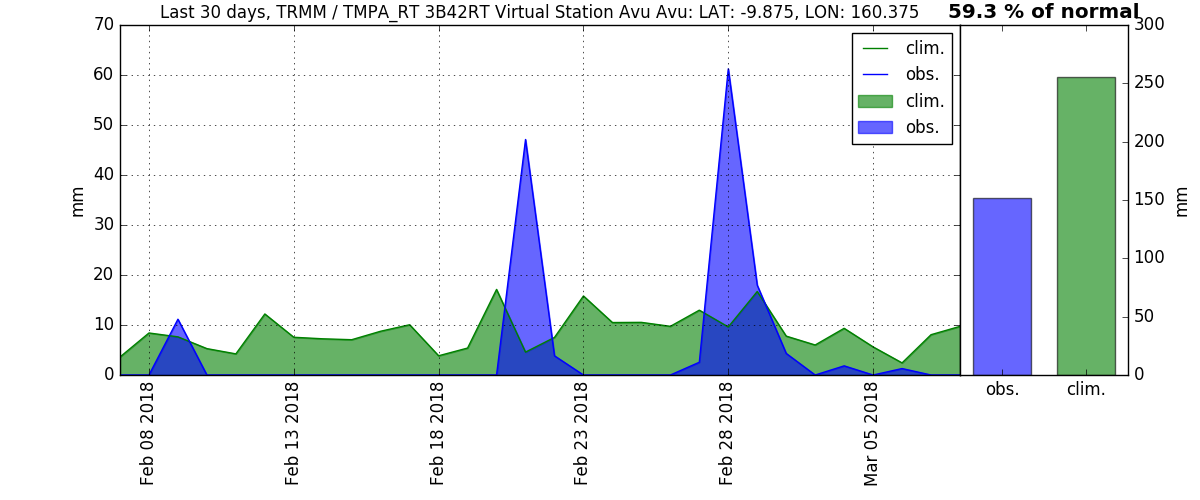 Last 30 days, TRMM / TMPA_RT 3B42RT Virtual Station Avu Avu: LAT: -9.875, LON: 160.375
59.3 % of normal
70
60
50
40
30
20
10
0
mm
clim.
obs.
clim.
obs.
Feb 08 2018
Feb 13 2018
Feb 18 2018
Feb 23 2018
Feb 28 2018
Mar 05 2018
300
250
200
150
100
50
0
mm
obs.
clim.